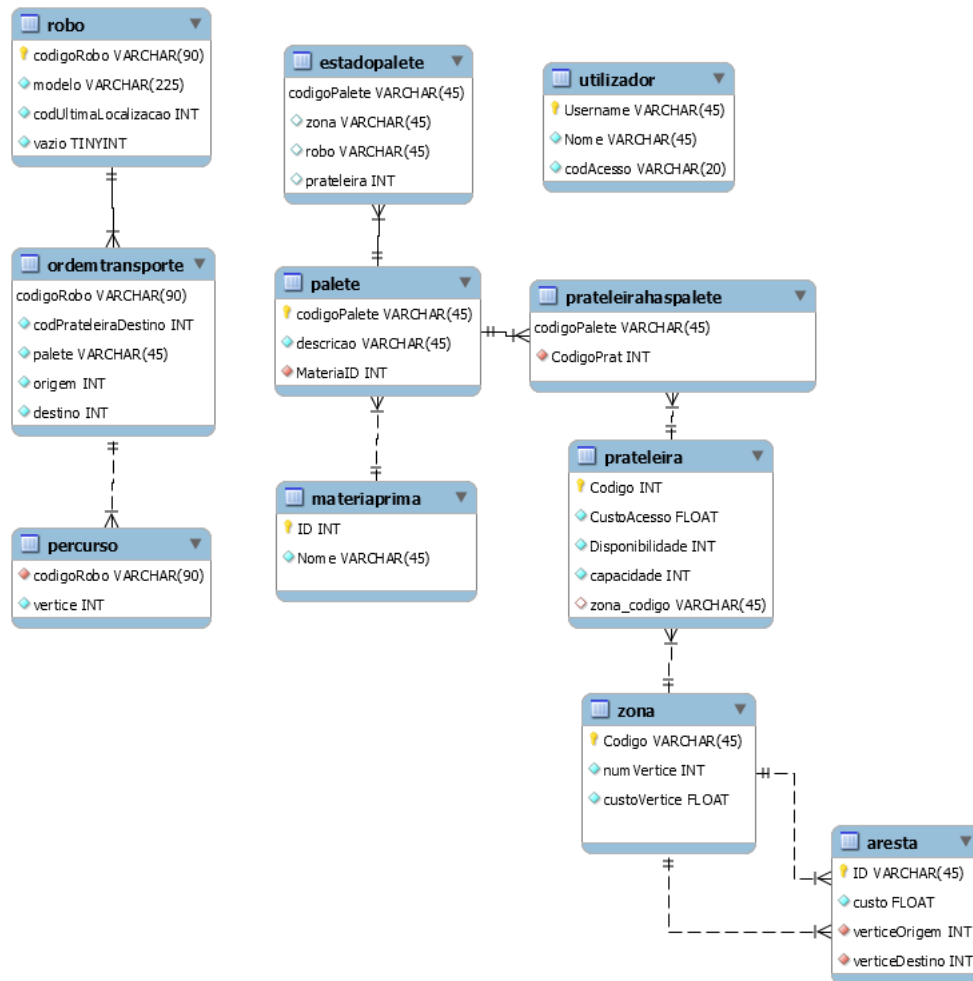 robo
codigoRobo VARCHAR(90)
modelo VARCHAR(225)
codUltimaLocalizacao INT
vazio TINYINT
estadopalete
codigoPalete VARCHAR(45)
zona VARCHAR(45)
robo VARCHAR(45)
prateleira INT
utilizador
Username VARCHAR(45)
Nome VARCHAR(45)
codAcesso VARCHAR(20)
ordemtransporte
codigoRobo VARCHAR(90)
codPrateleiraDestino INT
palete VARCHAR(45)
origem INT
destino INT
palete
codigoPalete VARCHAR(45)
descricao VARCHAR(45)
MateriaID INT
prateleirahaspalete
codigoPalete VARCHAR(45)
CodigoPrat INT
percurso
codigoRobo VARCHAR(90)
vertice INT
materiaprima
ID INT
Nome VARCHAR(45)
prateleira
Codigo INT
CustoAcesso FLOAT
Disponibilidade INT
capacidade INT
zona_codigo VARCHAR(45)
zona
Codigo VARCHAR(45)
numVertice INT
custoVertice FLOAT
aresta
ID VARCHAR(45)
custo FLOAT
verticeOrigem INT
verticeDestino INT